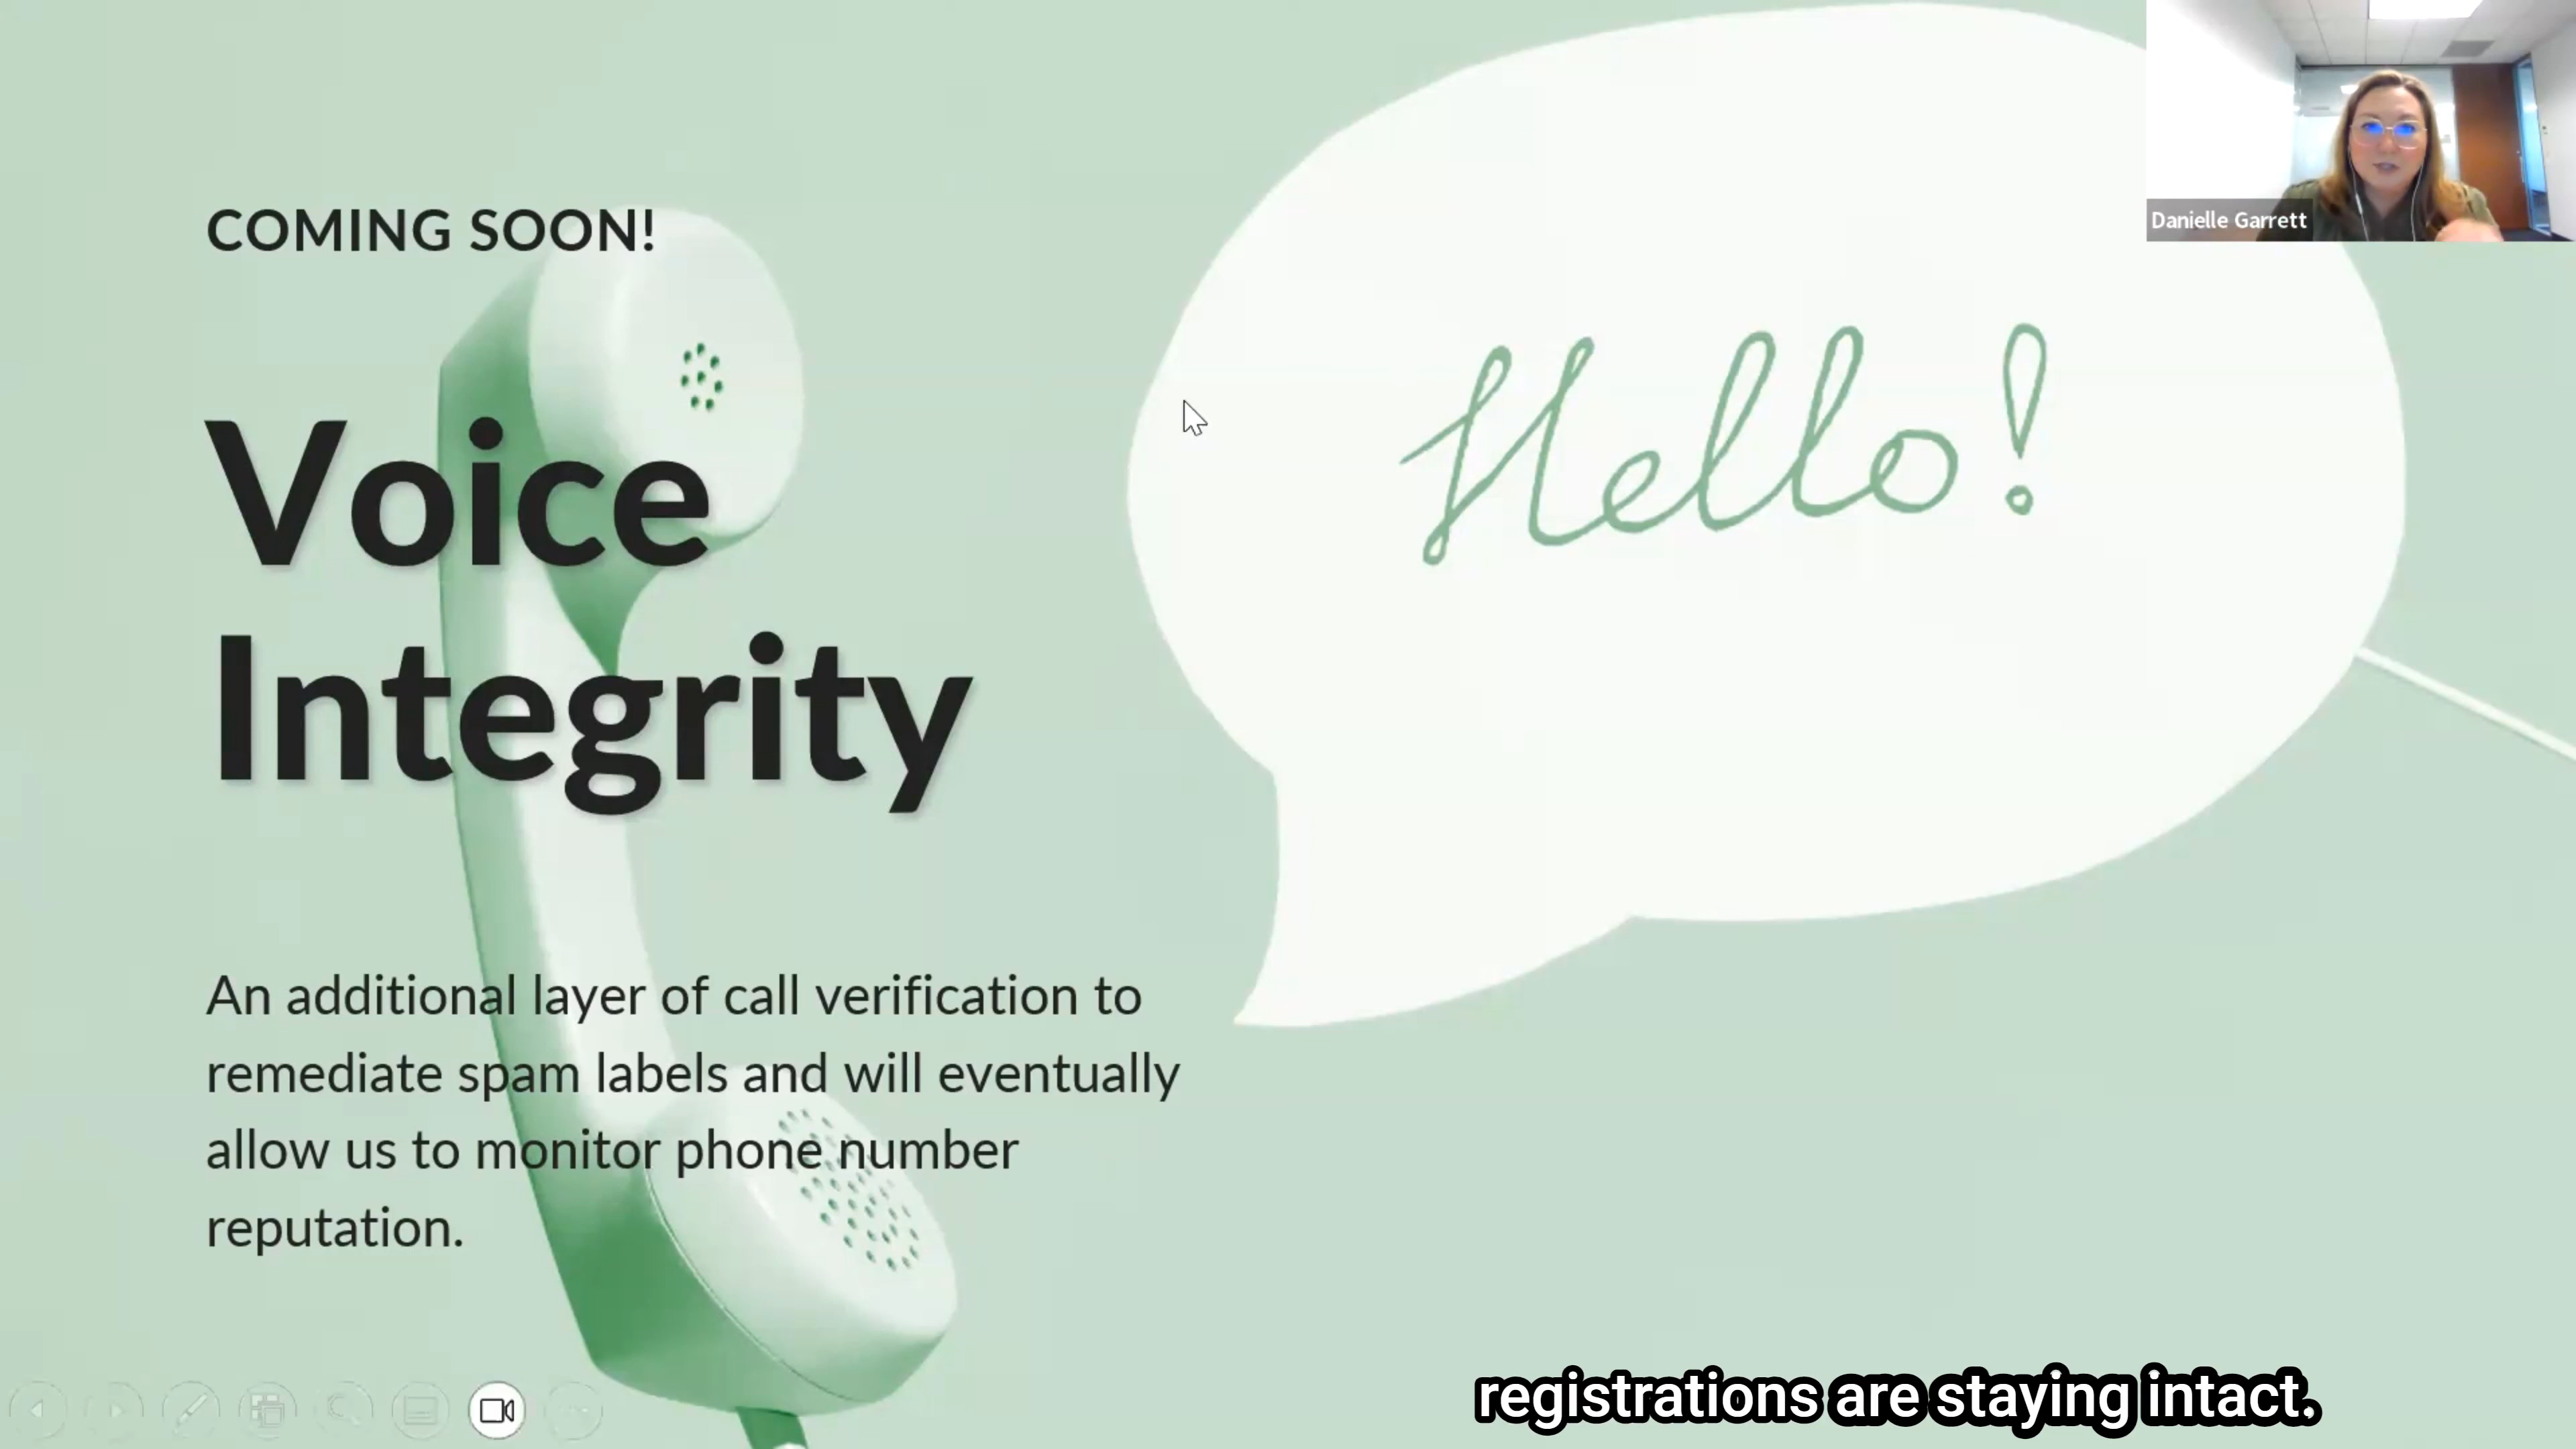 COMING SOON!
Voice
Integrity
An additional layer of call verification to
remediate spam labels and will eventually
allow us to monitor phone number
reputation.
Hello!
Danielle Garrett
registrations are staying intact.